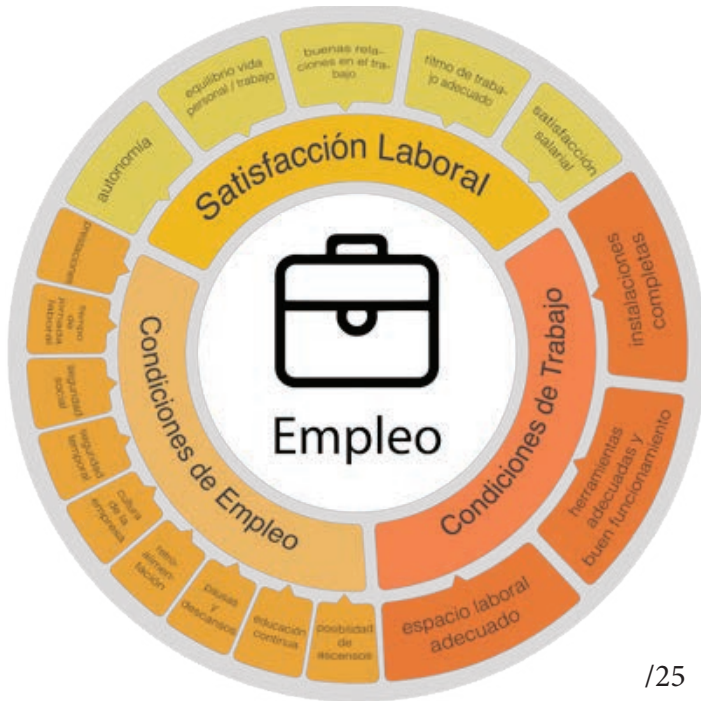 Empleo
Satisfacción Laboral
autonomía
equilibrio vida
personal / trabajo
buenas rela-
ciones en el tra-
bajo
ritmo de traba-
jo adecuado
satisfacción
salarial
Condiciones de Trabajo
instalaciones
completas
herramientas
adecuadas y
buen funcionamiento
espacio laboral
adecuado
Condiciones de Empleo
prestaciones
tiempo
de
jornada
laboral
seguridad
social
seguridad
temporal
cultura
de la
empresa
retro-
alimen-
tación
pausas
y
descansos
educación
continua
posibilidad
de
ascensos
/25